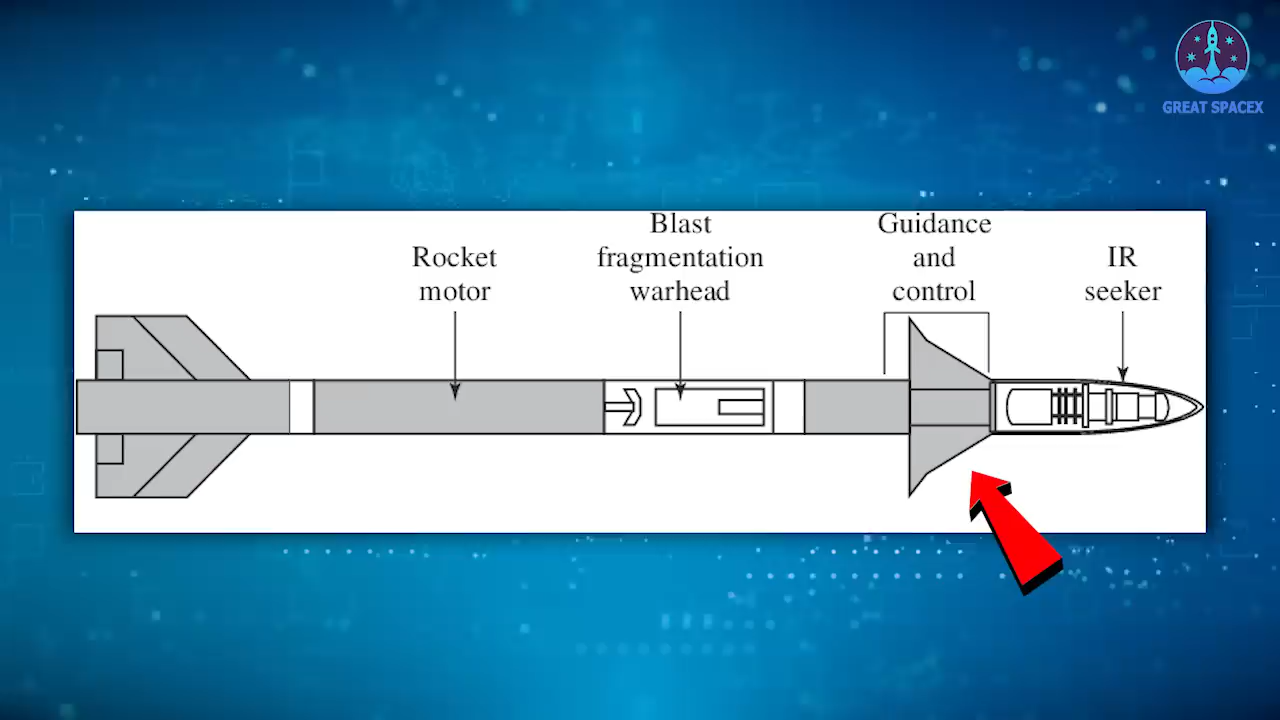 GREAT SPACEX
Rocket
motor
Blast
fragmentation
warhead
Guidance
and
control
IR
seeker